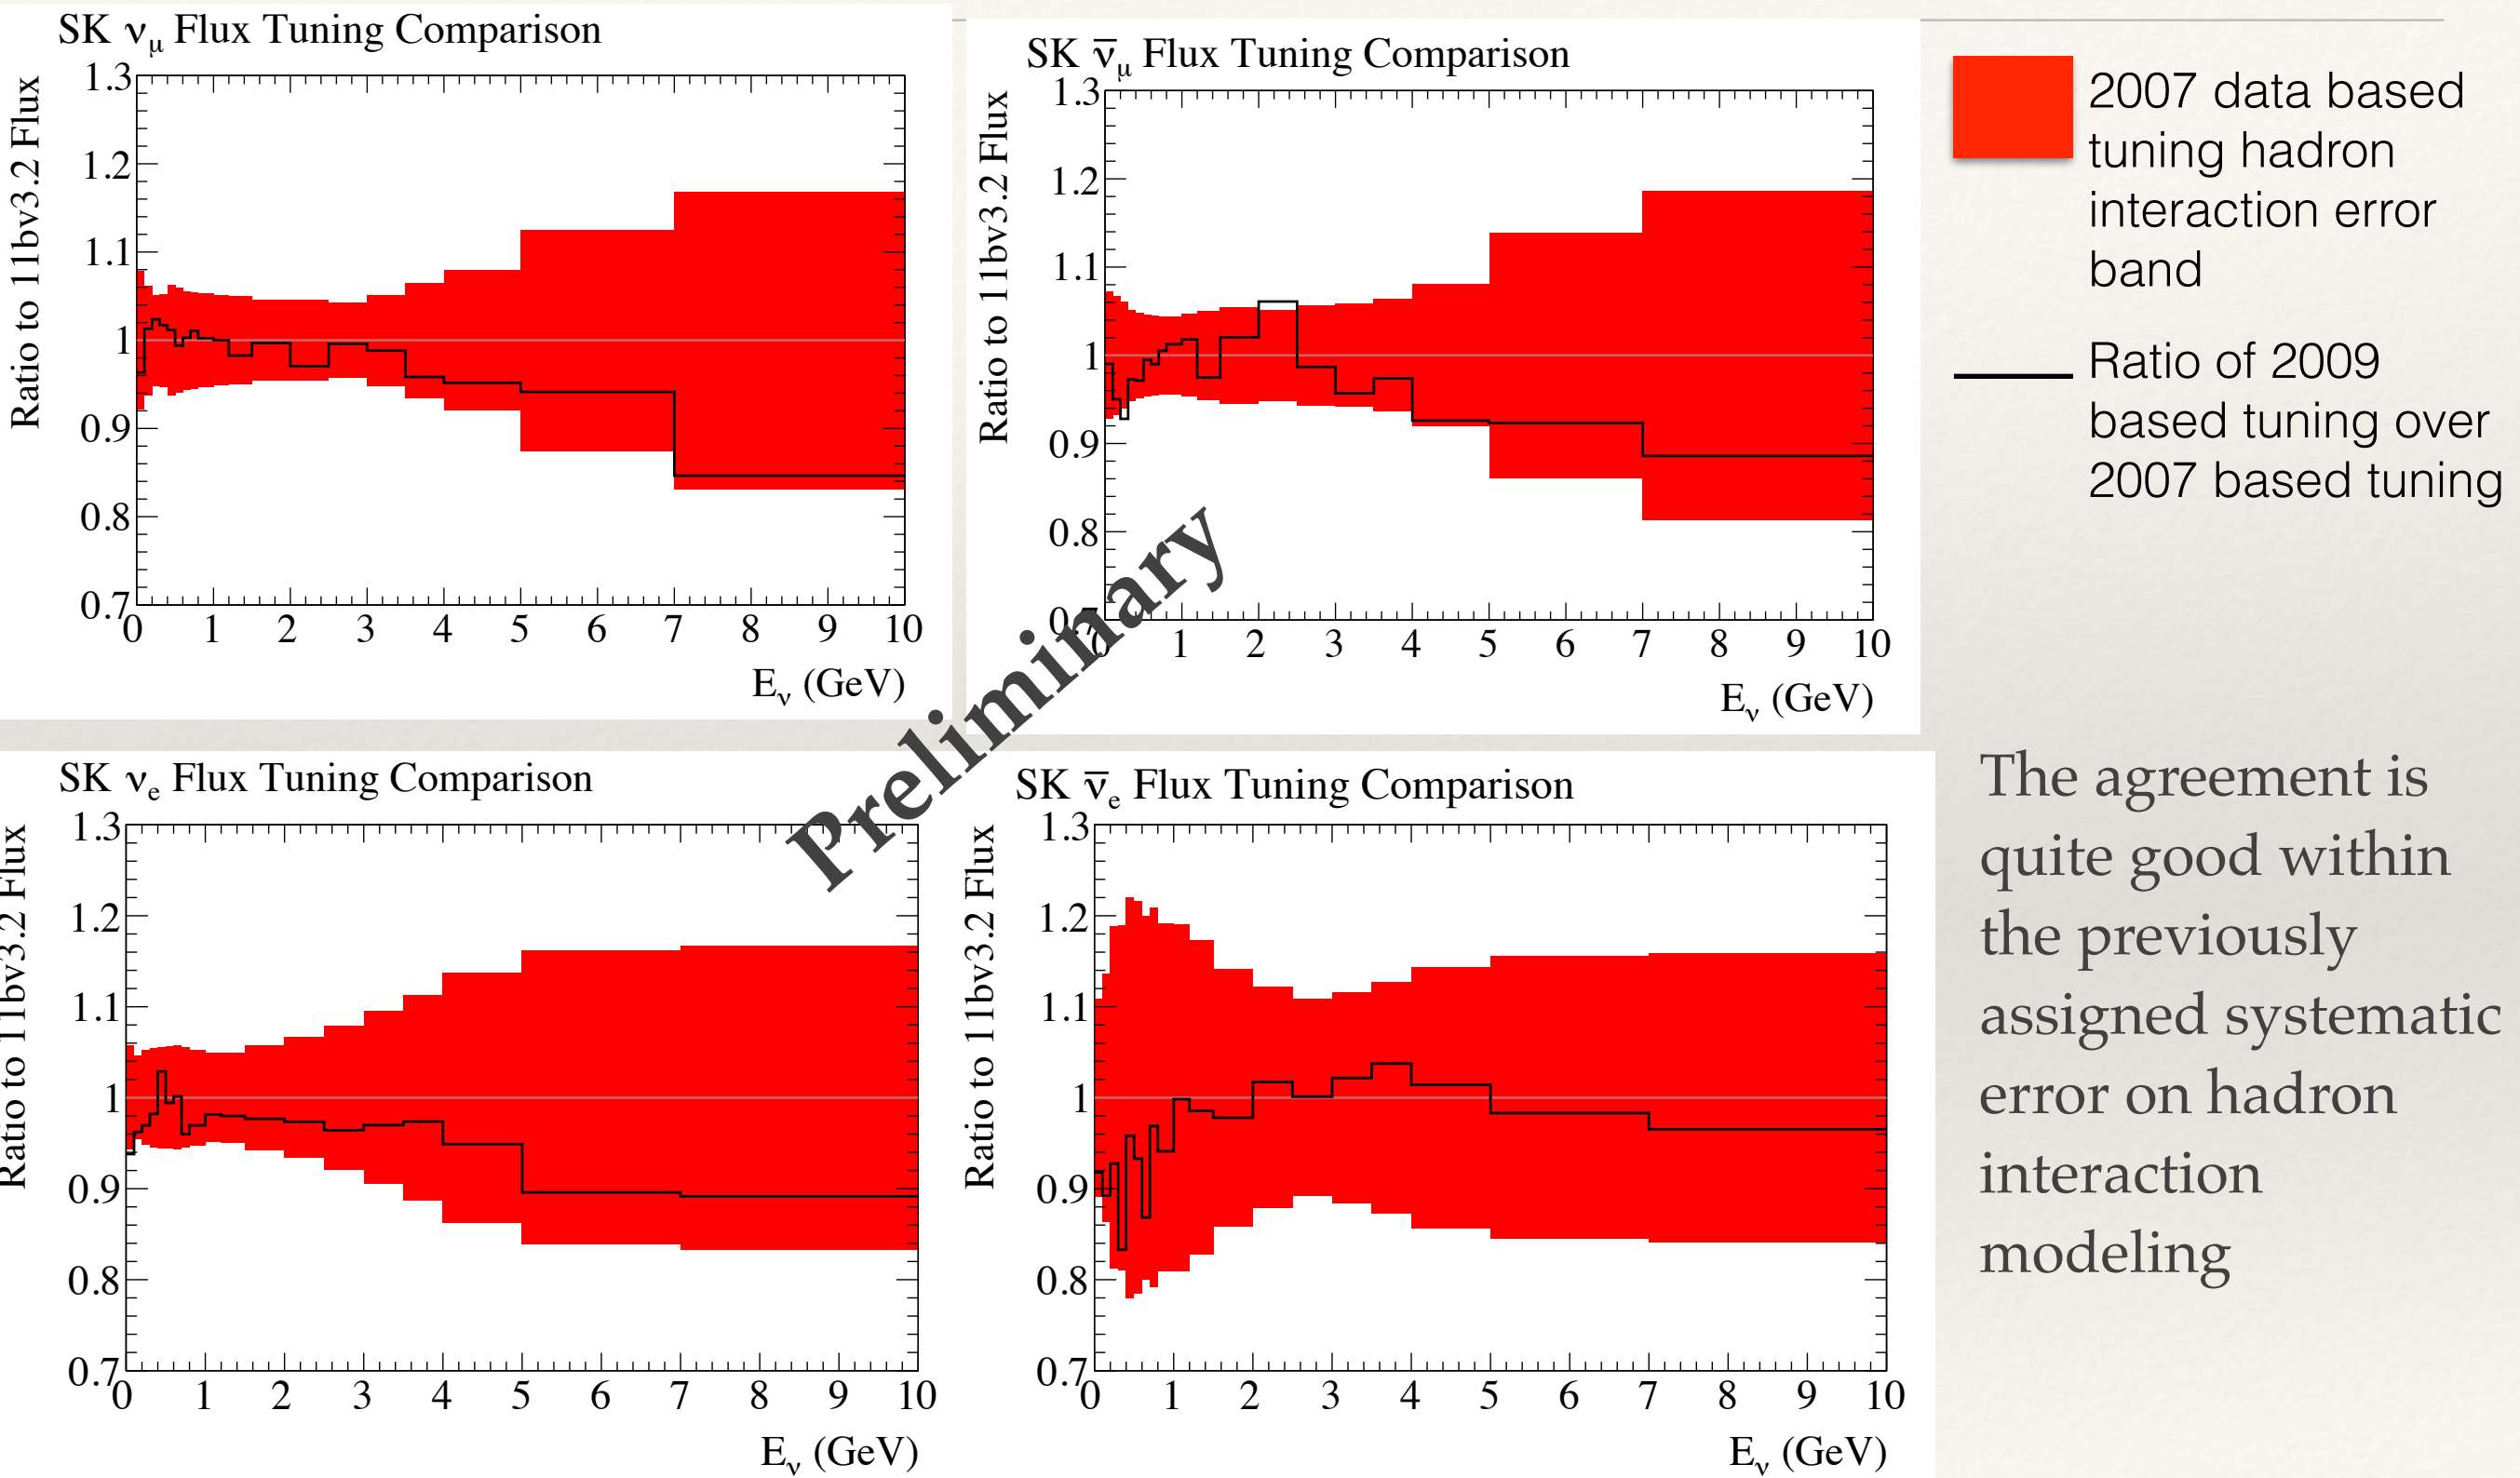 SK νμ Flux Tuning Comparison
Ratio to 11bv3.2 Flux
1.3
1.2
1.1
1
0.9
0.8
0.7
0 1 2 3 4 5 6 7 8 9 10
Eν (GeV)
SK ν̅μ Flux Tuning Comparison
Ratio to 11bv3.2 Flux
1.3
1.2
1.1
1
0.9
0.8
0.7
0 1 2 3 4 5 6 7 8 9 10
Eν (GeV)
2007 data based
tuning hadron
interaction error
band
Ratio of 2009
based tuning over
2007 based tuning
Preliminary
SK νe Flux Tuning Comparison
Ratio to 11bv3.2 Flux
1.3
1.2
1.1
1
0.9
0.8
0.7
0 1 2 3 4 5 6 7 8 9 10
Eν (GeV)
SK ν̅e Flux Tuning Comparison
Ratio to 11bv3.2 Flux
1.3
1.2
1.1
1
0.9
0.8
0.7
0 1 2 3 4 5 6 7 8 9 10
Eν (GeV)
The agreement is
quite good within
the previously
assigned systematic
error on hadron
interaction
modeling